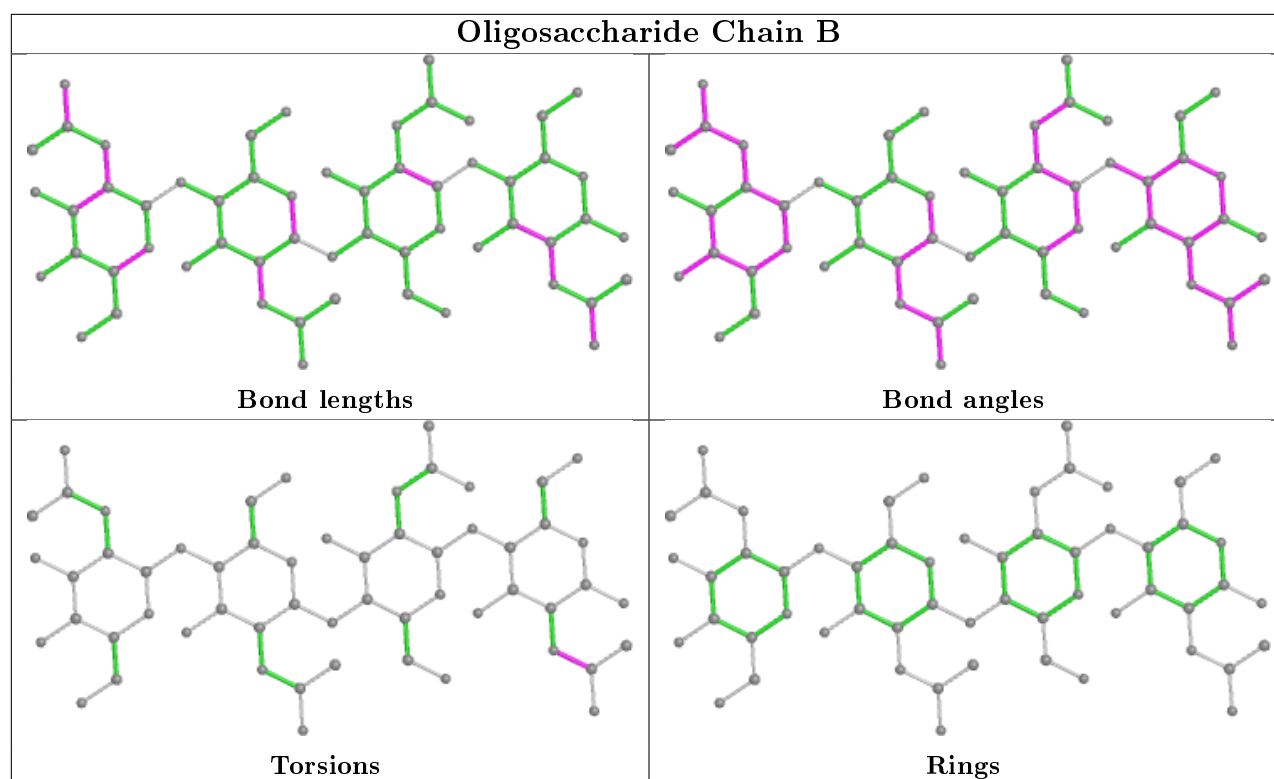 Oligosaccharide Chain B
Bond lengths
Bond angles
Torsions
Rings